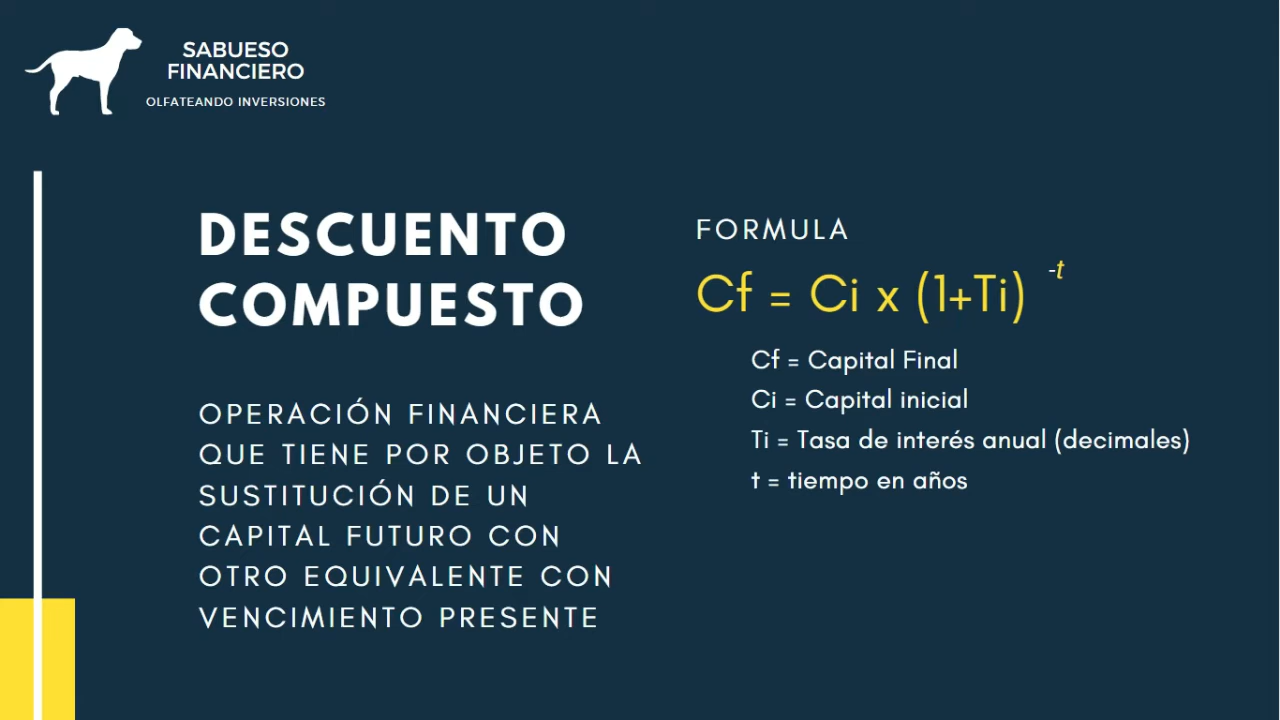 SABUESO
FINANCIERO
OLFATEANDO INVERSIONES
DESCUENTO
COMPUESTO
OPERACIÓN FINANCIERA
QUE TIENE POR OBJETO LA
SUSTITUCIÓN DE UN
CAPITAL FUTURO CON
OTRO EQUIVALENTE CON
VENCIMIENTO PRESENTE
FORMULA
Cf = Ci x (1+Ti) -t
Cf = Capital Final
Ci = Capital inicial
Ti = Tasa de interés anual (decimales)
t = tiempo en años